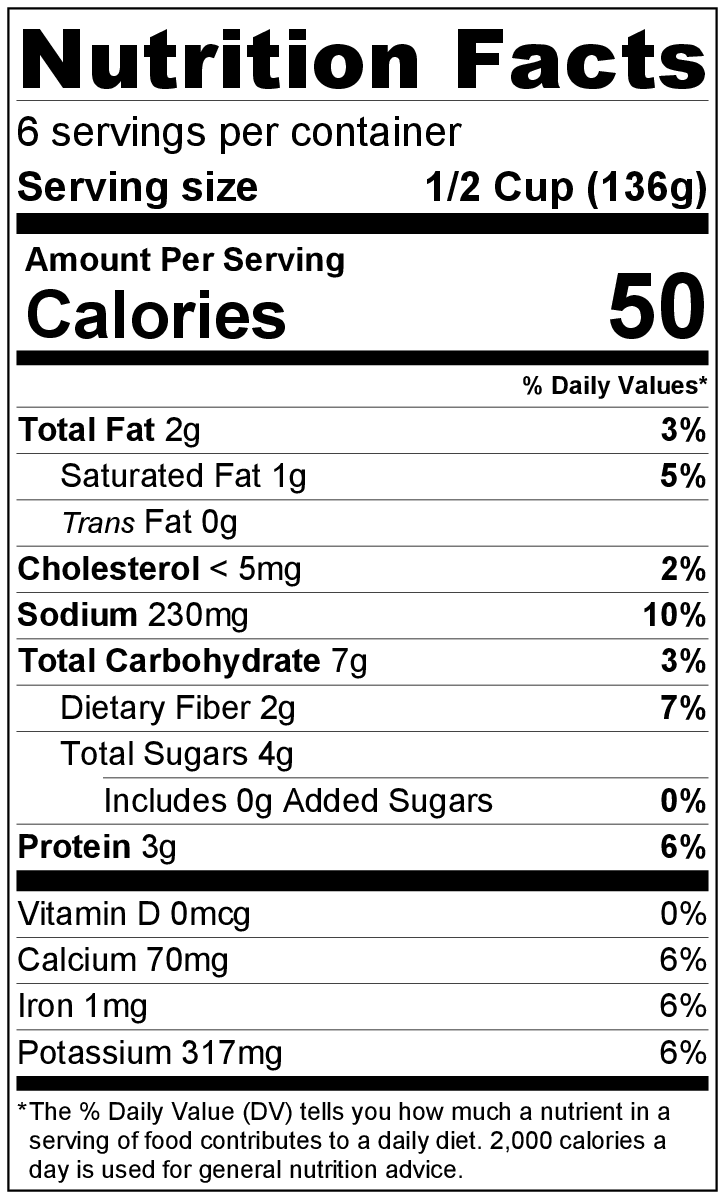 Nutrition Facts
6 servings per container
Serving size 1/2 Cup (136g)
Amount Per Serving
Calories 50
% Daily Values*
Total Fat 2g 3%
Saturated Fat 1g 5%
Trans Fat 0g
Cholesterol < 5mg 2%
Sodium 230mg 10%
Total Carbohydrate 7g 3%
Dietary Fiber 2g 7%
Total Sugars 4g
Includes 0g Added Sugars 0%
Protein 3g 6%
Vitamin D 0mcg 0%
Calcium 70mg 6%
Iron 1mg 6%
Potassium 317mg 6%
*The % Daily Value (DV) tells you how much a nutrient in a
serving of food contributes to a daily diet. 2,000 calories a
day is used for general nutrition advice.